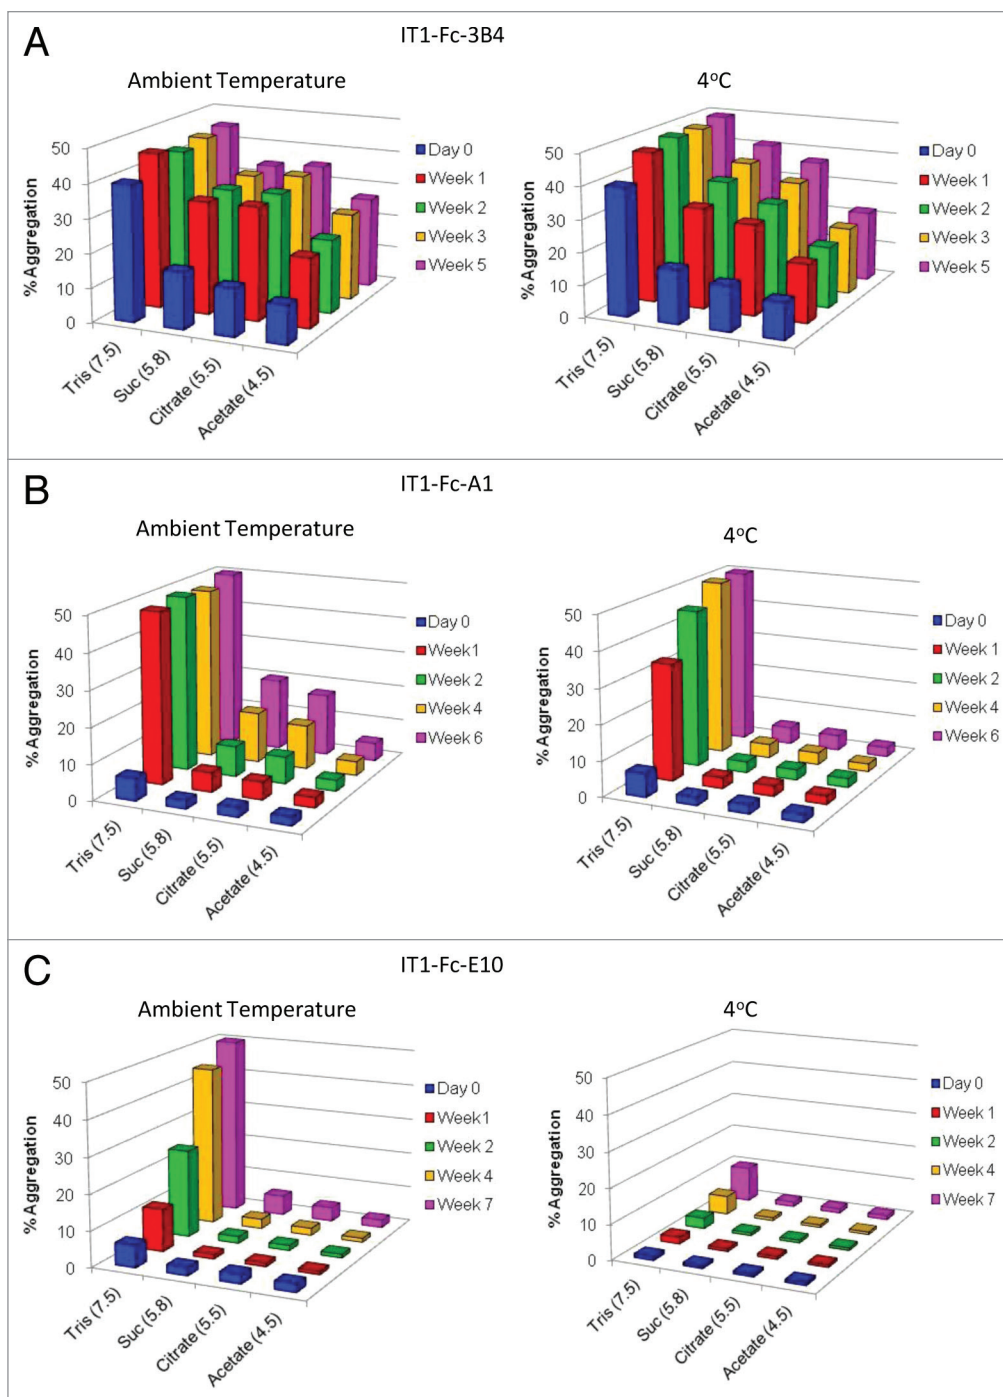 A
IT1-Fc-3B4
Ambient Temperature
4°C
% Aggregation
50
40
30
20
10
0
Tris (7.5)
Suc (5.8)
Citrate (5.5)
Acetate (4.5)
Day 0
Week 1
Week 2
Week 3
Week 5
% Aggregation
50
40
30
20
10
0
Tris (7.5)
Suc (5.8)
Citrate (5.5)
Acetate (4.5)
Day 0
Week 1
Week 2
Week 3
Week 5
B
IT1-Fc-A1
Ambient Temperature
4°C
% Aggregation
50
40
30
20
10
0
Tris (7.5)
Suc (5.8)
Citrate (5.5)
Acetate (4.5)
Day 0
Week1
Week 2
Week 4
Week 6
% Aggregation
50
40
30
20
10
0
Tris (7.5)
Suc (5.8)
Citrate (5.5)
Acetate (4.5)
Day 0
Week 1
Week 2
Week 4
Week 6
C
IT1-Fc-E10
Ambient Temperature
4°C
% Aggregation
50
40
30
20
10
0
Tris (7.5)
Suc (5.8)
Citrate (5.5)
Acetate (4.5)
Day 0
Week1
Week 2
Week 4
Week 7
% Aggregation
50
40
30
20
10
0
Tris (7.5)
Suc (5.8)
Citrate (5.5)
Acetate (4.5)
Day 0
Week 1
Week 2
Week 4
Week 7